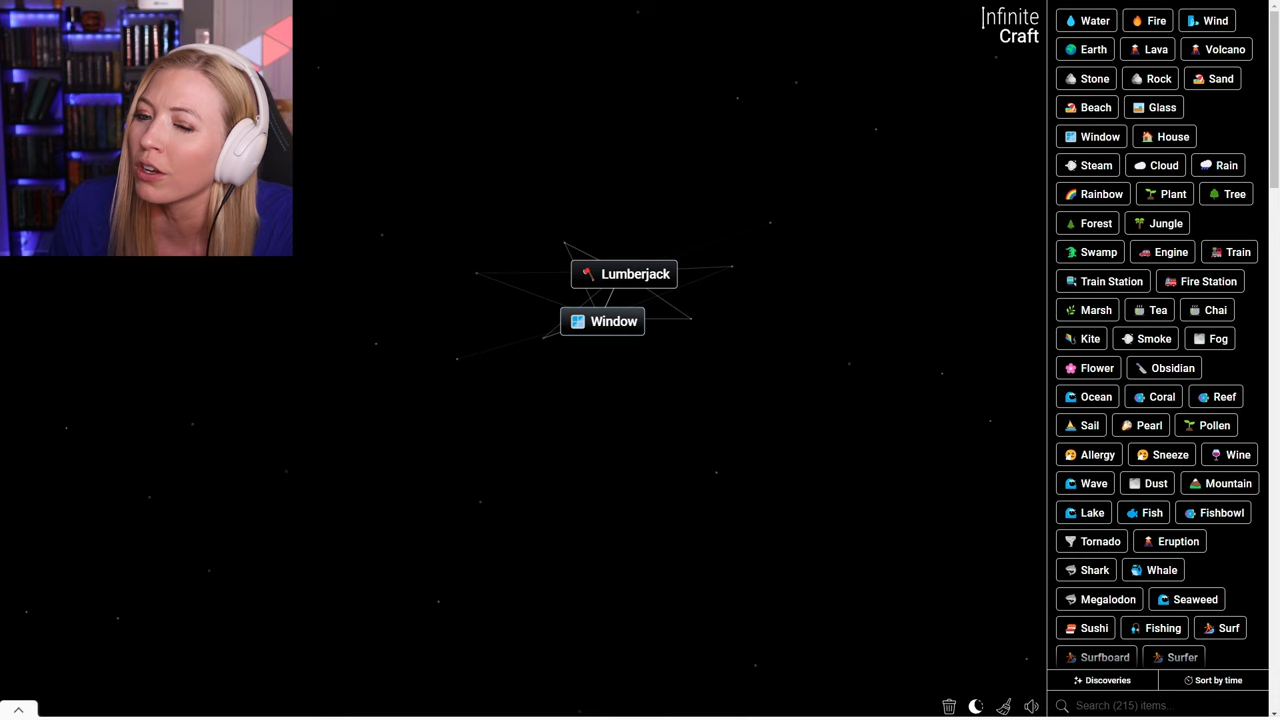 Infinite
Craft
Lumberjack
Window
Water Fire Wind
Earth Lava Volcano
Stone Rock Sand
Beach Glass
Window House
Steam Cloud Rain
Rainbow Plant Tree
Forest Jungle
Swamp Engine Train
Train Station Fire Station
Marsh Tea Chai
Kite Smoke Fog
Flower Obsidian
Ocean Coral Reef
Sail Pearl Pollen
Allergy Sneeze Wine
Wave Dust Mountain
Lake Fish Fishbowl
Tornado Eruption
Shark Whale
Megalodon Seaweed
Sushi Fishing Surf
Surfboard Surfer
Discoveries Sort by time
Search (215) items...